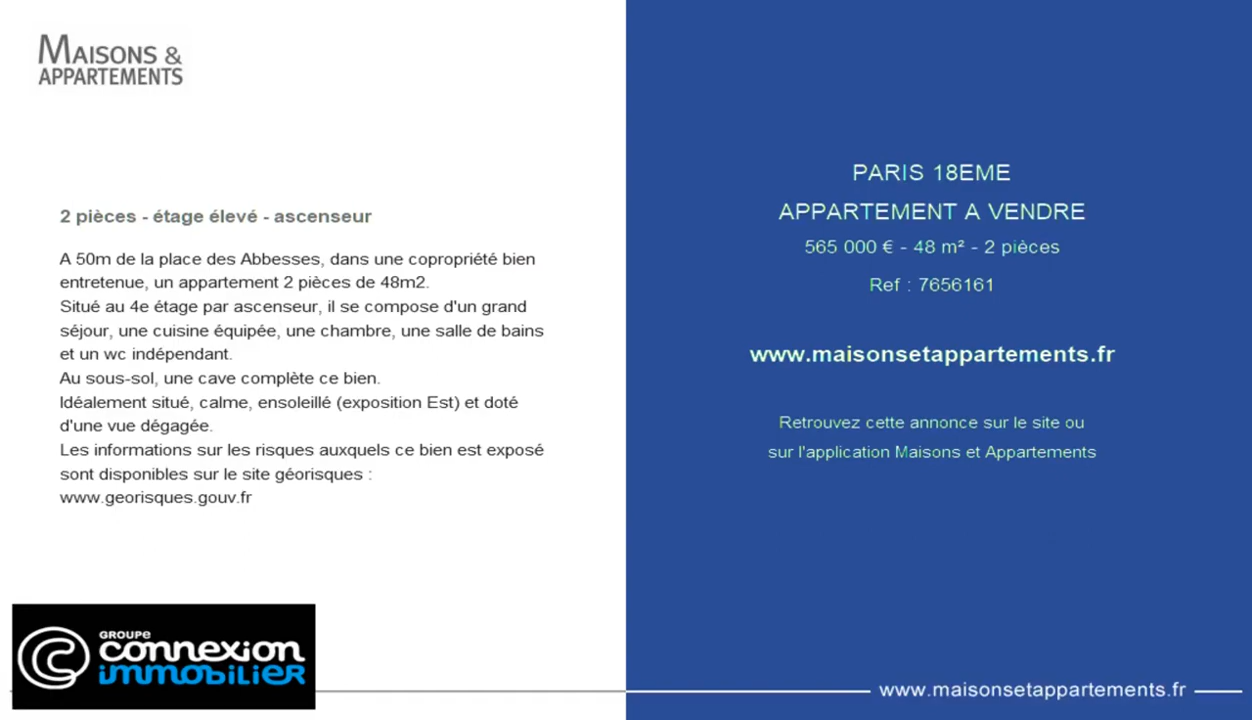 MAISONS &
APPARTEMENTS
2 pièces - étage élevé - ascenseur
A 50m de la place des Abbesses, dans une copropriété bien
entretenue, un appartement 2 pièces de 48m2.
Situé au 4e étage par ascenseur, il se compose d'un grand
séjour, une cuisine équipée, une chambre, une salle de bains
et un wc indépendant.
Au sous-sol, une cave complète ce bien.
Idéalement situé, calme, ensoleillé (exposition Est) et doté
d'une vue dégagée.
Les informations sur les risques auxquels ce bien est exposé
sont disponibles sur le site géorisques :
www.georisques.gouv.fr
GROUPe
connexion
immobilier
PARIS 18EME
APPARTEMENT A VENDRE
565 000 € - 48 m² - 2 pièces
Ref : 7656161
www.maisonsetappartements.fr
Retrouvez cette annonce sur le site ou
sur l'application Maisons et Appartements
www.maisonsetappartements.fr